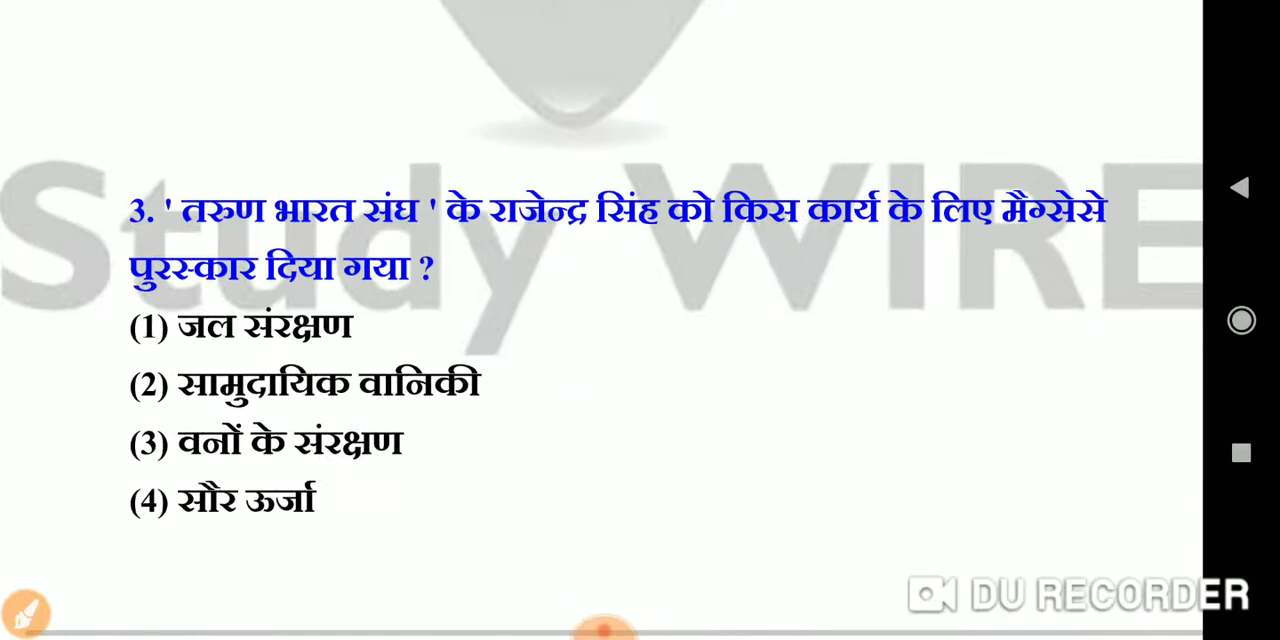 Study WIRE
3. ' तरुण भारत संघ ' के राजेन्द्र सिंह को किस कार्य के लिए मैग्सेसे
पुरस्कार दिया गया ?
(1) जल संरक्षण
(2) सामुदायिक वानिकी
(3) वनों के संरक्षण
(4) सौर ऊर्जा
DU RECORDER